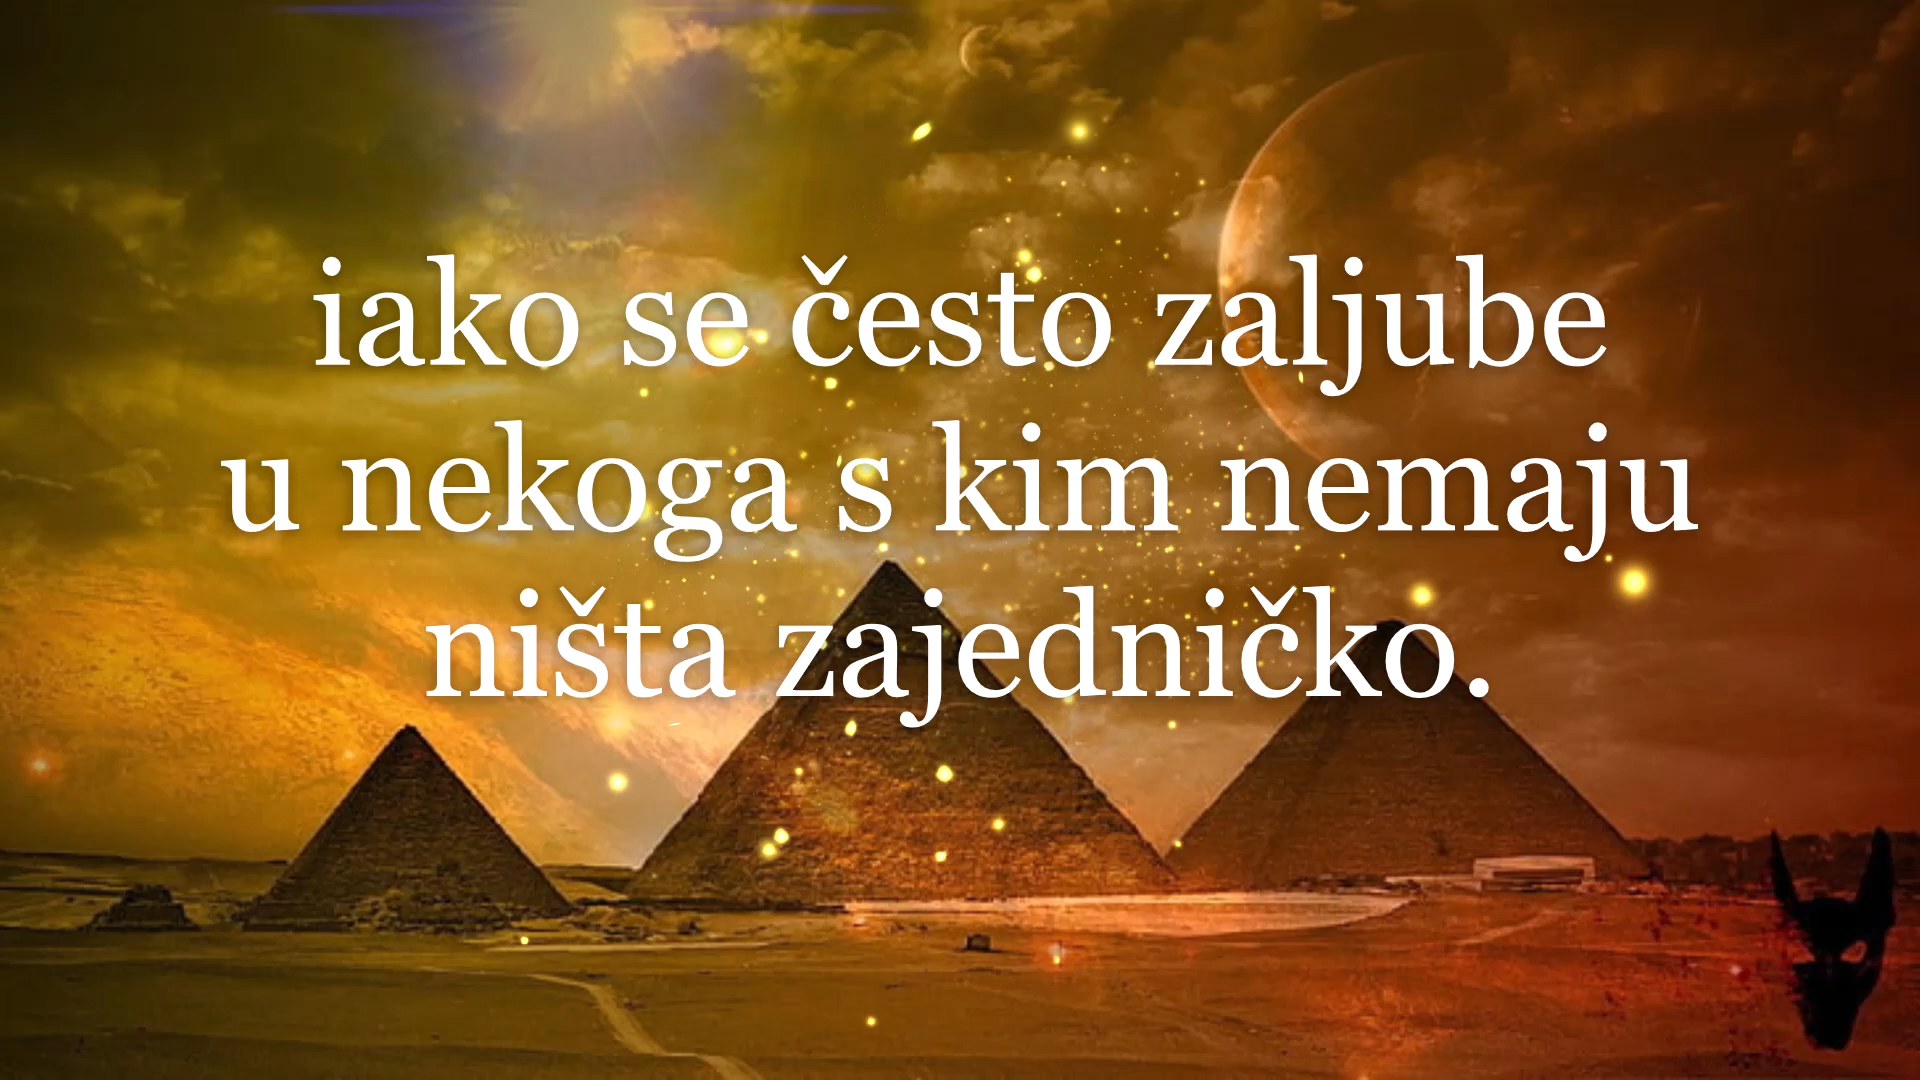 iako se često zaljube
u nekoga s kim nemaju
ništa zajedničko.